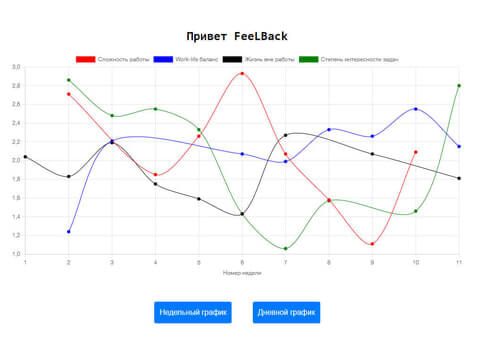 Привет FeeLBack
Сложность работы Work-life баланс Жизнь вне работы Степень интересности задач
3,0
2,8
2,6
2,4
2,2
2,0
1,8
1,6
1,4
1,2
1,0
1 2 3 4 5 6 7 8 9 10 11
Номер недели
Недельный график Дневной график